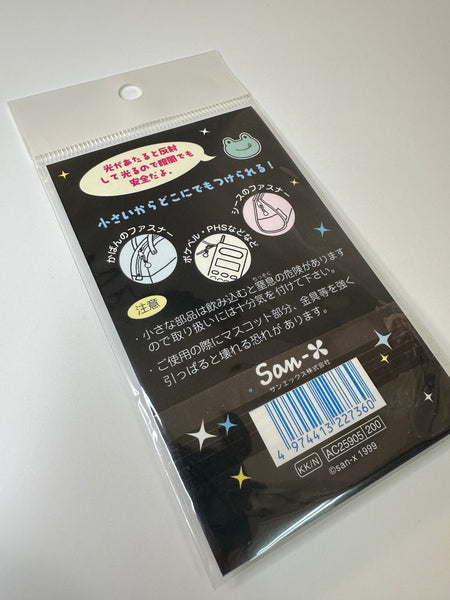 光があたると反射
して光るので暗闇でも
安全だよ。
小さいからどこにでもつけられる！
かばんのファスナー
ポケベル・PHSなどなど
シースのファスナー
注意
・小さな部品は飲み込むと窒息の危険があります
ちっそく
ので取り扱いには十分気を付けて下さい。
・ご使用の際にマスコット部分、金具等を強く
引っぱると壊れる恐れが あります。
San-x
サンエックス株式会社
4 974413 227360
KK/N AC25905 200
©san-x 1999